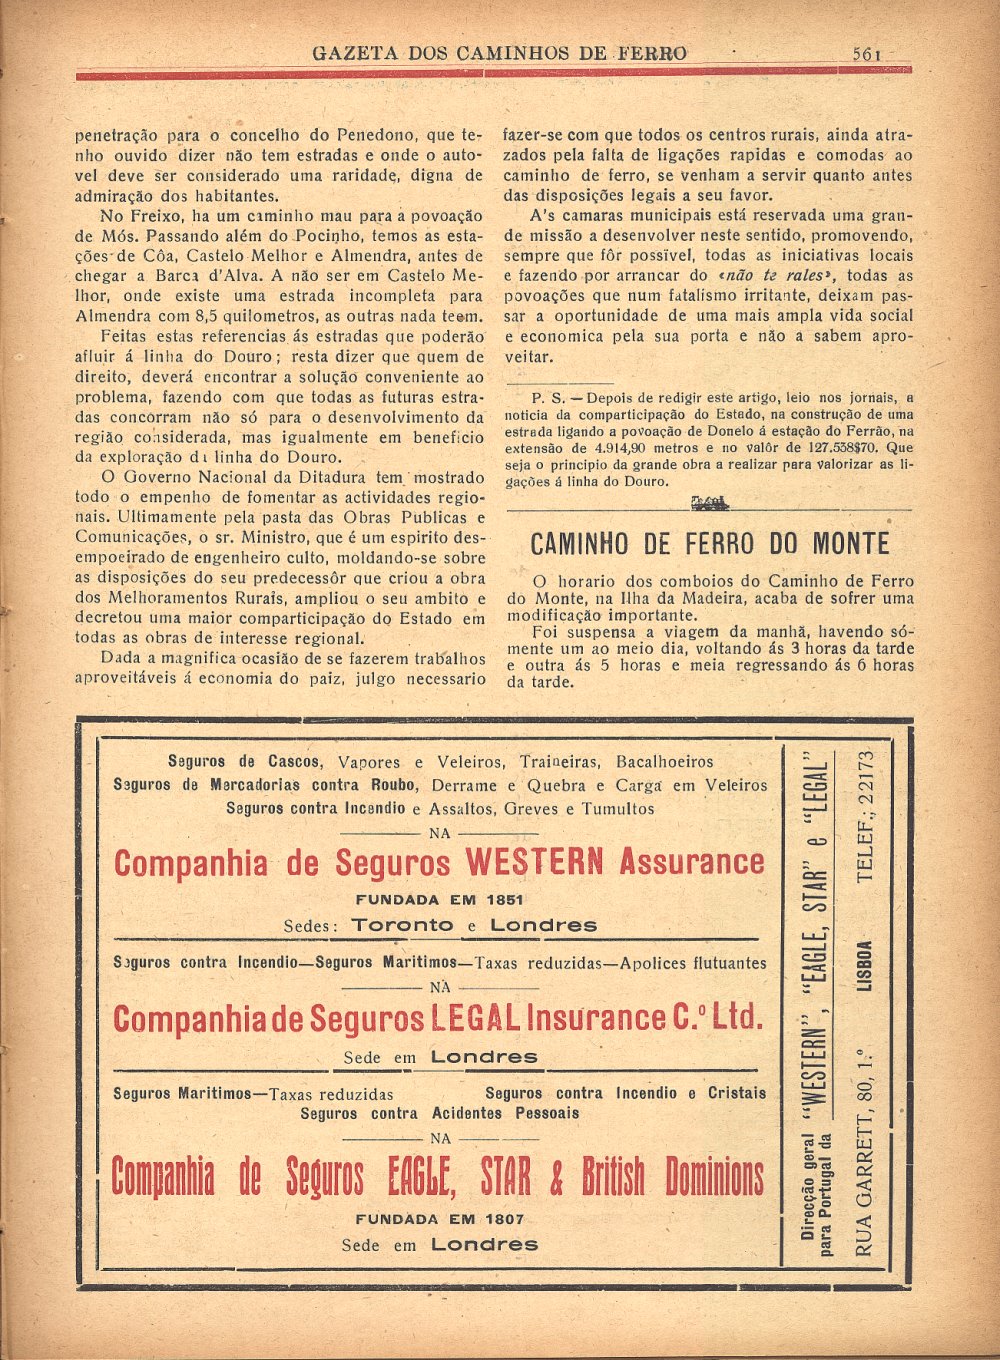 GAZETA DOS CAMINHOS DE FERRO
561
penetração para o concelho do Penedono, que te-
nho ouvido dizer não tem estradas e onde o auto-
vel deve ser considerado uma raridade, digna de
admiração dos habitantes.
No Freixo, ha um caminho mau para a povoação
de Mós. Passando além do Pocinho, temos as esta-
ções de Côa, Castelo Melhor e Almendra, antes de
chegar a Barca d'Alva. A não ser em Castelo Me-
lhor, onde existe uma estrada incompleta para
Almendra com 8,5 quilometros, as outras nada teem.
Feitas estas referencias ás estradas que poderão
afluir á linha do Douro; resta dizer que quem de
direito, deverá encontrar a solução conveniente ao
problema, fazendo com que todas as futuras estra-
das concorram não só para o desenvolvimento da
região considerada, mas igualmente em beneficio
da exploração da linha do Douro.
O Governo Nacional da Ditadura tem mostrado
todo o empenho de fomentar as actividades regio-
nais. Ultimamente pela pasta das Obras Publicas e
Comunicações, o sr. Ministro, que é um espirito des-
empoeirado de engenheiro culto, moldando-se sobre
as disposições do seu predecessôr que criou a obra
dos Melhoramentos Rurais, ampliou o seu ambito e
decretou uma maior comparticipação do Estado em
todas as obras de interesse regional.
Dada a magnifica ocasião de se fazerem trabalhos
aproveitáveis á economia do paiz, julgo necessario
fazer-se com que todos os centros rurais, ainda atra-
zados pela falta de ligações rapidas e comodas ao
caminho de ferro, se venham a servir quanto antes
das disposições legais a seu favor.
A's camaras municipais está reservada uma gran-
de missão a desenvolver neste sentido, promovendo,
sempre que fôr possível, todas as iniciativas locais
e fazendo por arrancar do «não te rales», todas as
povoações que num fatalismo irritante, deixam pas-
sar a oportunidade de uma mais ampla vida social
e economica pela sua porta e não a sabem apro-
veitar.
P. S. — Depois de redigir este artigo, leio nos jornais, a
noticia da comparticipação do Estado, na construção de uma
estrada ligando a povoação de Donelo á estação do Ferrão, na
extensão de 4.914,90 metros e no valôr de 127.538$70. Que
seja o principio da grande obra a realizar para valorizar as li-
gações á linha do Douro.
CAMINHO DE FERRO DO MONTE
O horario dos comboios do Caminho de Ferro
do Monte, na Ilha da Madeira, acaba de sofrer uma
modificação importante.
Foi suspensa a viagem da manhã, havendo só-
mente um ao meio dia, voltando ás 3 horas da tarde
e outra ás 5 horas e meia regressando ás 6 horas
da tarde.
Seguros de Cascos, Vapores e Veleiros, Traineiras, Bacalhoeiros
Seguros de Mercadorias contra Roubo, Derrame e Quebra e Carga em Veleiros
Seguros contra Incendio e Assaltos, Greves e Tumultos
NA
Companhia de Seguros WESTERN Assurance
FUNDADA EM 1851
Sedes: Toronto e Londres
Seguros contra Incendio—Seguros Maritimos—Taxas reduzidas—Apolices flutuantes
NA
Companhia de Seguros LEGAL Insurance C.º Ltd.
Sede em Londres
Seguros Maritimos—Taxas reduzidas Seguros contra Incendio e Cristais
Seguros contra Acidentes Pessoais
NA
Companhia de Seguros EAGLE, STAR & British Dominions
FUNDADA EM 1807
Sede em Londres
Direcção geral
para Portugal da
"WESTERN", "EAGLE, STAR" e "LEGAL"
RUA GARRETT, 80, 1.º LISBOA TELEF.; 22173